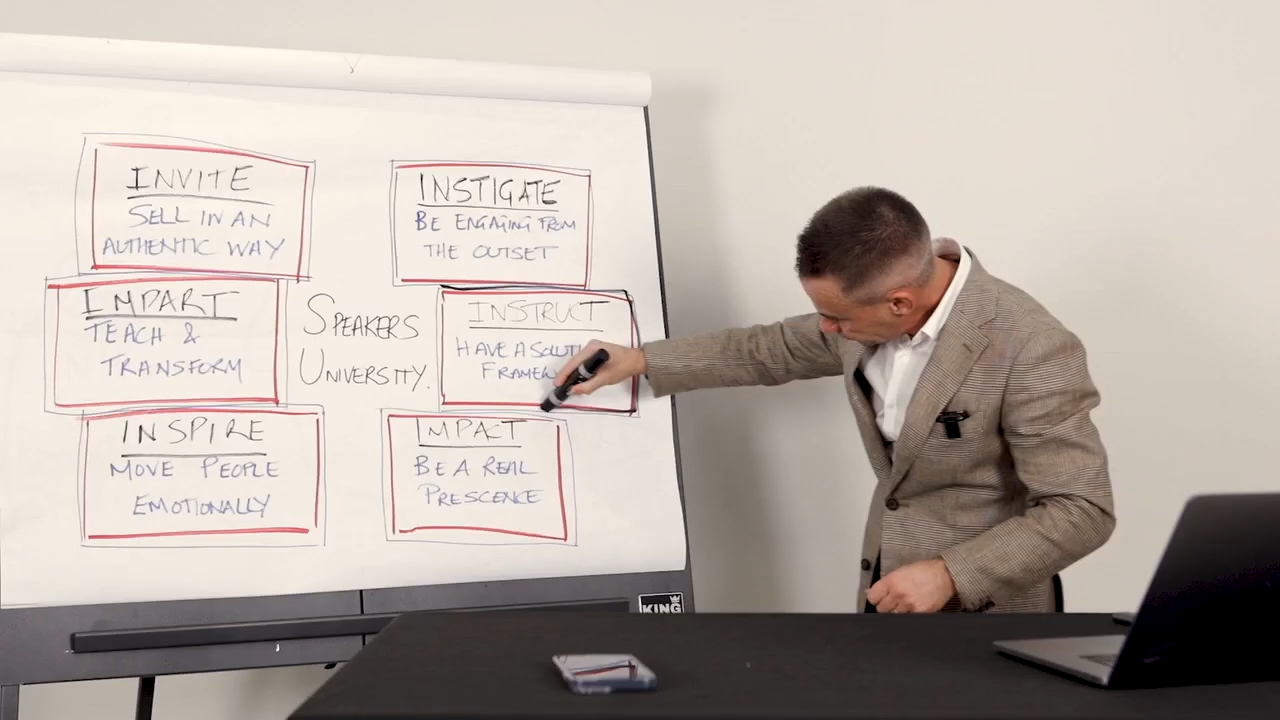 INVITE
SELL IN AN
AUTHENTIC WAY
INSTIGATE
BE ENGAGING FROM
THE OUTSET
IMPART
TEACH &
TRANSFORM
SPEAKERS
UNIVERSITY.
INSTRUCT
HAVE A
INSPIRE
MOVE PEOPLE
EMOTIONALLY
IMPACT
BE A REAL
PRESCENCE
KING